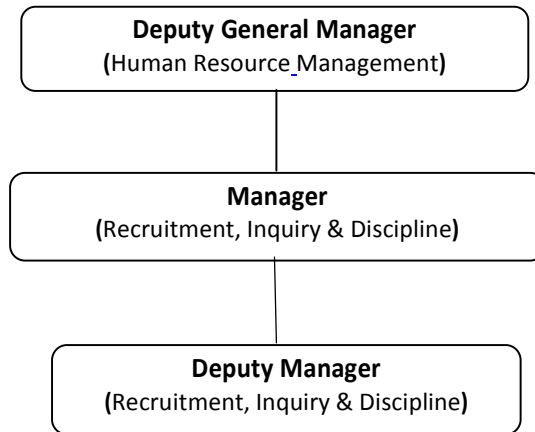 Deputy General Manager
(Human Resource Management)
Manager
(Recruitment, Inquiry & Discipline)
Deputy Manager
(Recruitment, Inquiry & Discipline)